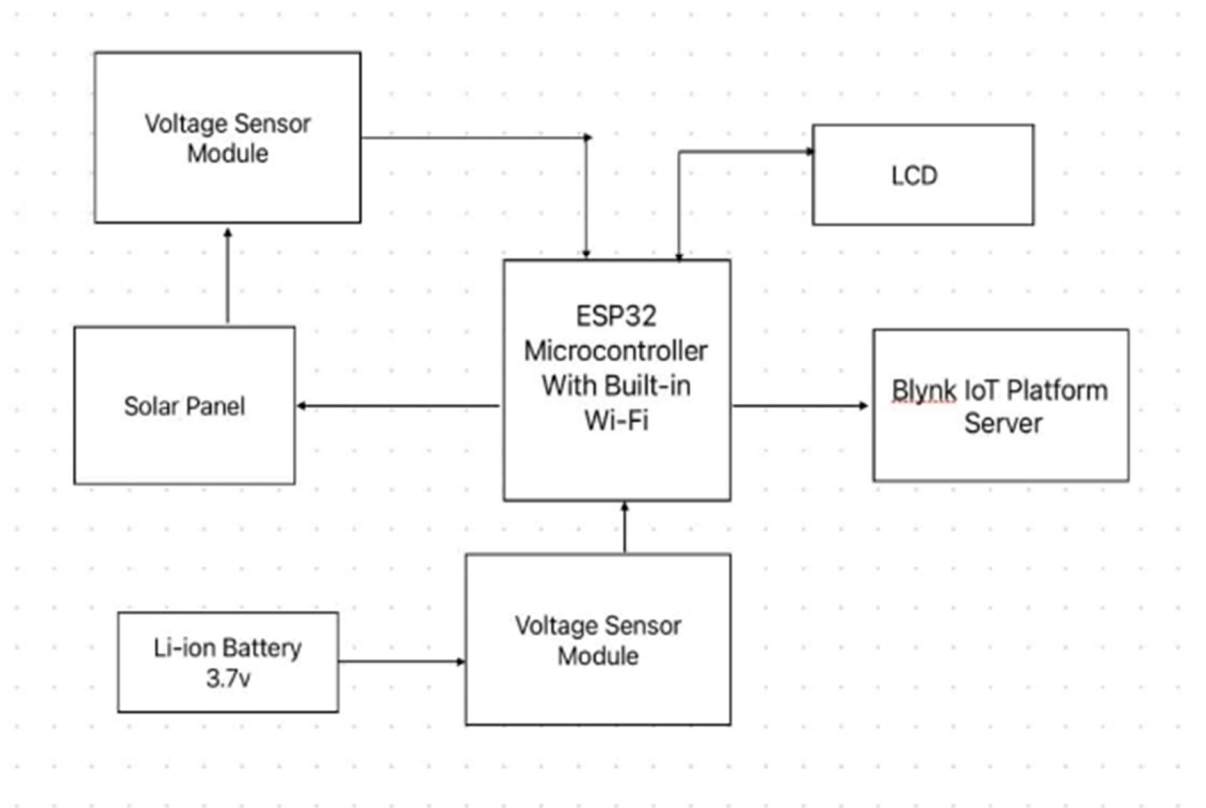 Voltage Sensor
Module
LCD
ESP32
Microcontroller
With Built-in
Wi-Fi
Solar Panel
Blynk IoT Platform
Server
Voltage Sensor
Module
Li-ion Battery
3.7v